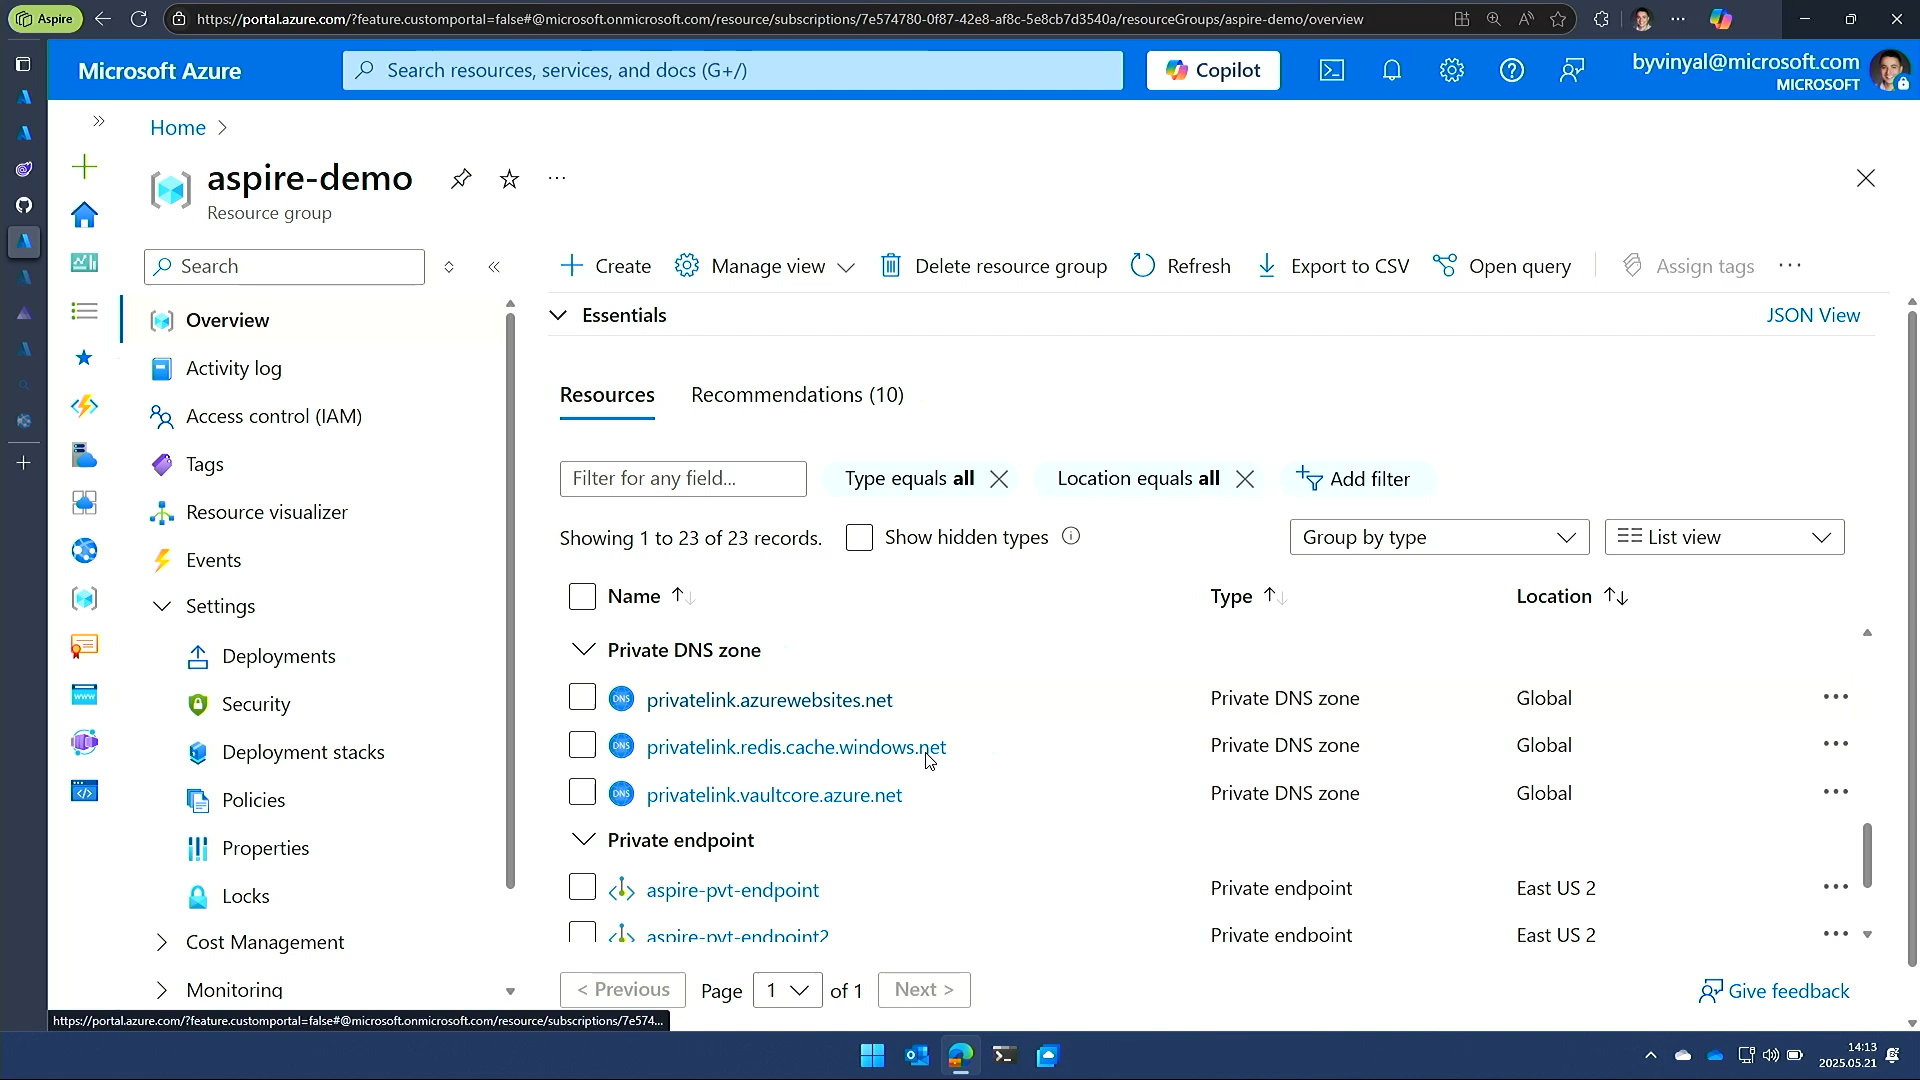 Aspire
https://portal.azure.com/?feature.customportal=false#@microsoft.onmicrosoft.com/resource/subscriptions/7e574780-0f87-42e8-af8c-5e8cb7d3540a/resourceGroups/aspire-demo/overview
Microsoft Azure
Search resources, services, and docs (G+/)
Copilot
byvinyal@microsoft.com
MICROSOFT
Home
aspire-demo
Resource group
Search
Create
Manage view
Delete resource group
Refresh
Export to CSV
Open query
Assign tags
Overview
Activity log
Access control (IAM)
Tags
Resource visualizer
Events
Settings
Deployments
Security
Deployment stacks
Policies
Properties
Locks
Cost Management
Monitoring
Essentials
JSON View
Resources
Recommendations (10)
Filter for any field...
Type equals all
Location equals all
Add filter
Showing 1 to 23 of 23 records.
Show hidden types
Group by type
List view
Name
Type
Location
Private DNS zone
DNS privatelink.azurewebsites.net Private DNS zone Global
DNS privatelink.redis.cache.windows.net Private DNS zone Global
DNS privatelink.vaultcore.azure.net Private DNS zone Global
Private endpoint
aspire-pvt-endpoint Private endpoint East US 2
aspire-pvt-endpoint2 Private endpoint East US 2
< Previous
Page 1 of 1
Next >
Give feedback
https://portal.azure.com/?feature.customportal=false#@microsoft.onmicrosoft.com/resource/subscriptions/7e574...
14:13
2025.05.21